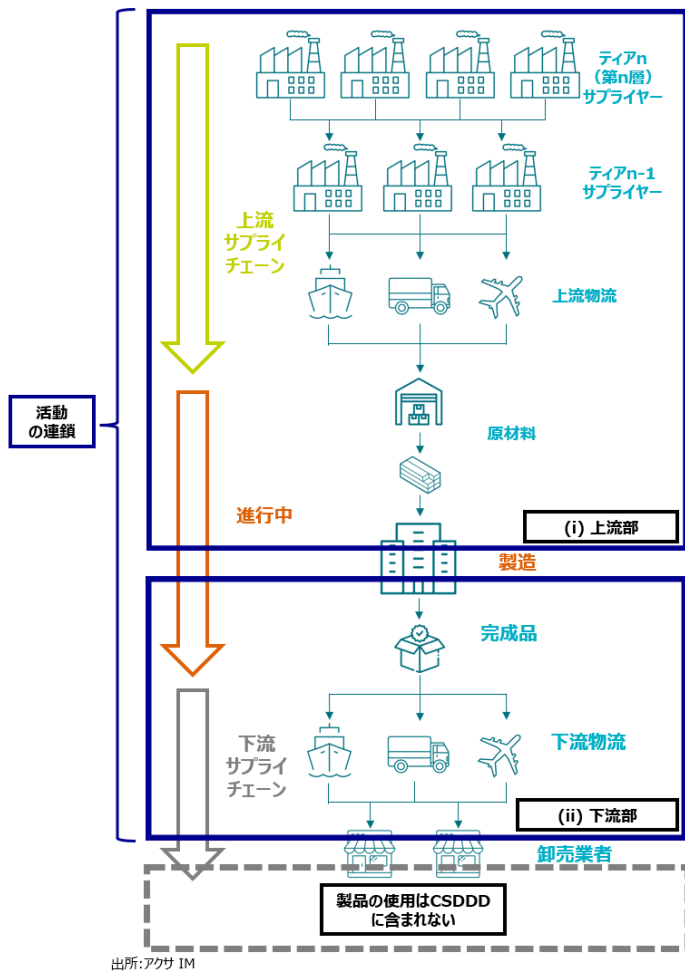 ティアn
（第n層）
サプライヤー
ティアn-1
サプライヤー
上流
サプライ
チェーン
上流物流
活動
の連鎖
原材料
進行中
(i) 上流部
製造
完成品
下流
サプライ
チェーン
下流物流
(ii) 下流部
卸売業者
製品の使用はCSDDD
に含まれない
出所:アクサ IM